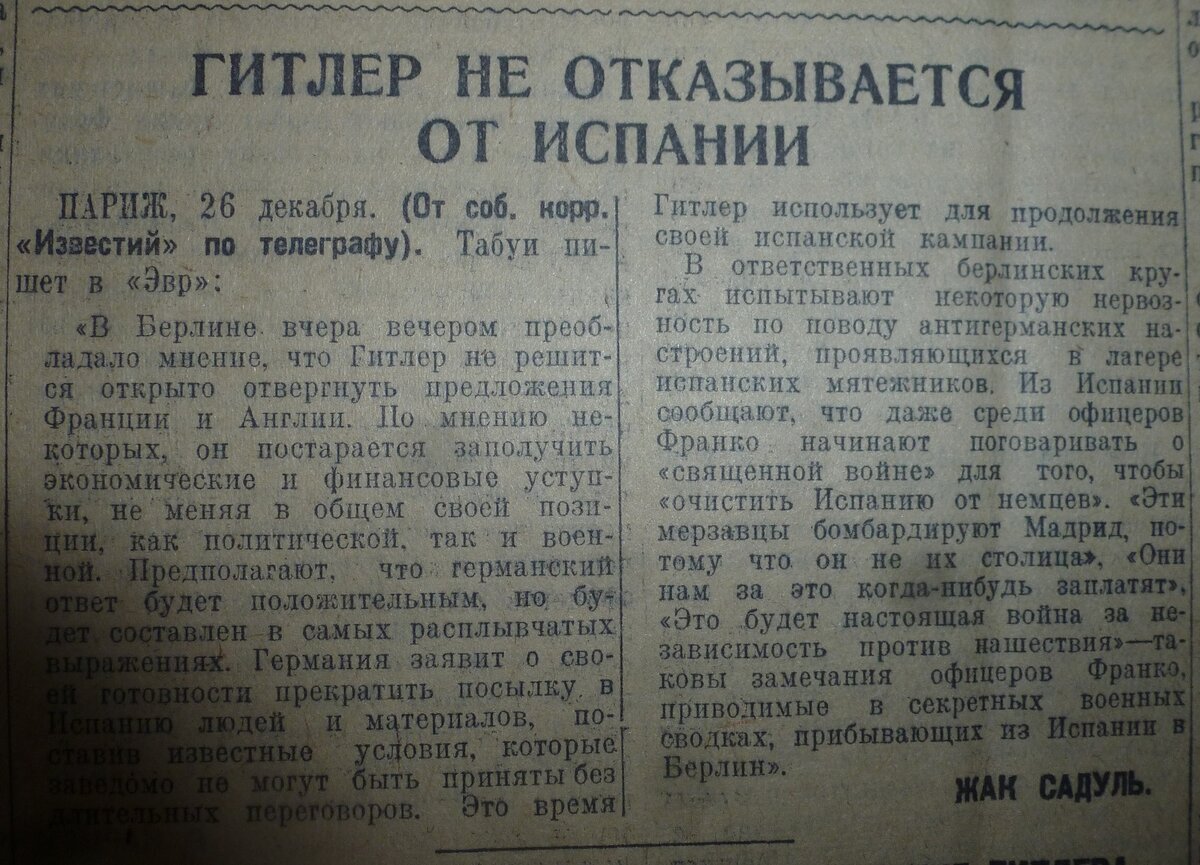 ГИТЛЕР НЕ ОТКАЗЫВАЕТСЯ
ОТ ИСПАНИИ
ПАРИЖ, 26 декабря. (От соб. корр.
«Известий» по телеграфу). Табуи пи-
шет в «Эвр»:
«В Берлине вчера вечером преоб-
ладало мнение, что Гитлер не решит-
ся открыто отвергнуть предложения
Франции и Англии. По мнению не-
которых, он постарается заполучить
экономические и финансовые уступ-
ки, не меняя в общем своей пози-
ции, как политической, так и воен-
ной. Предполагают, что германский
ответ будет положительным, но бу-
дет составлен в самых расплывчатых
выражениях. Германия заявит о сво-
ей готовности прекратить посылку в
Испанию людей и материалов, по-
ставив известные условия, которые
заведомо не могут быть приняты без
длительных переговоров. Это время
Гитлер использует для продолжения
своей испанской кампании.
В ответственных берлинских кру-
гах испытывают некоторую нервоз-
ность по поводу антигерманских на-
строений, проявляющихся в лагере
испанских мятежников. Из Испании
сообщают, что даже среди офицеров
Франко начинают поговаривать о
«священной войне» для того, чтобы
«очистить Испанию от немцев». «Эти
мерзавцы бомбардируют Мадрид, по-
тому что он не их столица», «Они
нам за это когда-нибудь заплатят»,
«Это будет настоящая война за не-
зависимость против нашествия»—та-
ковы замечания офицеров Франко,
приводимые в секретных военных
сводках, прибывающих из Испании в
Берлин».
ЖАК САДУЛЬ.